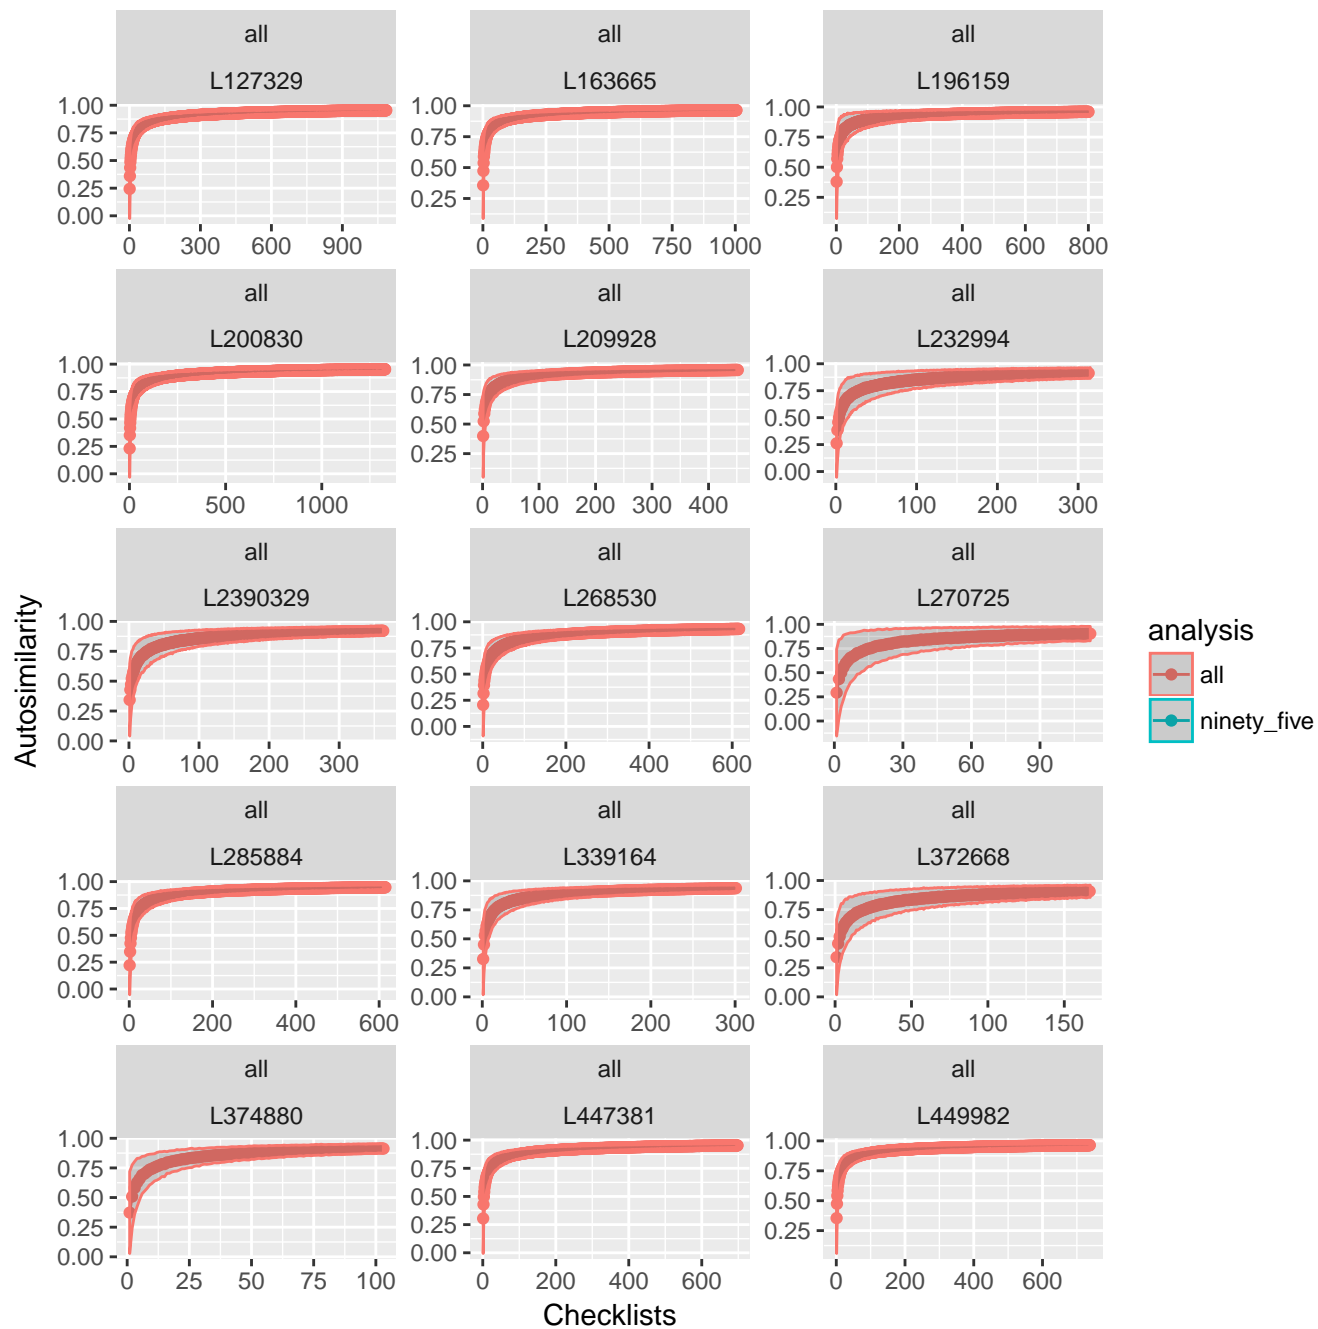 all all all
L127329 L163665 L196159
1.00 0.75 0.50 0.25 0.00
1.00 0.75 0.50 0.25
1.00 0.75 0.50 0.25
0 300 600 900
0 250 500 750 1000
0 200 400 600 800
all all all
L200830 L209928 L232994
1.00 0.75 0.50 0.25 0.00
1.00 0.75 0.50 0.25
1.00 0.75 0.50 0.25 0.00
0 500 1000
0 100 200 300 400
0 100 200 300
all all all
L2390329 L268530 L270725
1.00 0.75 0.50 0.25 0.00
1.00 0.75 0.50 0.25 0.00
1.00 0.75 0.50 0.25 0.00
0 100 200 300
0 200 400 600
0 30 60 90
all all all
L285884 L339164 L372668
1.00 0.75 0.50 0.25 0.00
1.00 0.75 0.50 0.25 0.00
1.00 0.75 0.50 0.25 0.00
0 200 400 600
0 100 200 300
0 50 100 150
all all all
L374880 L447381 L449982
1.00 0.75 0.50 0.25 0.00
1.00 0.75 0.50 0.25 0.00
1.00 0.75 0.50 0.25
0 25 50 75 100
0 200 400 600
0 200 400 600
Autosimilarity
Checklists
analysis
all
ninety_five